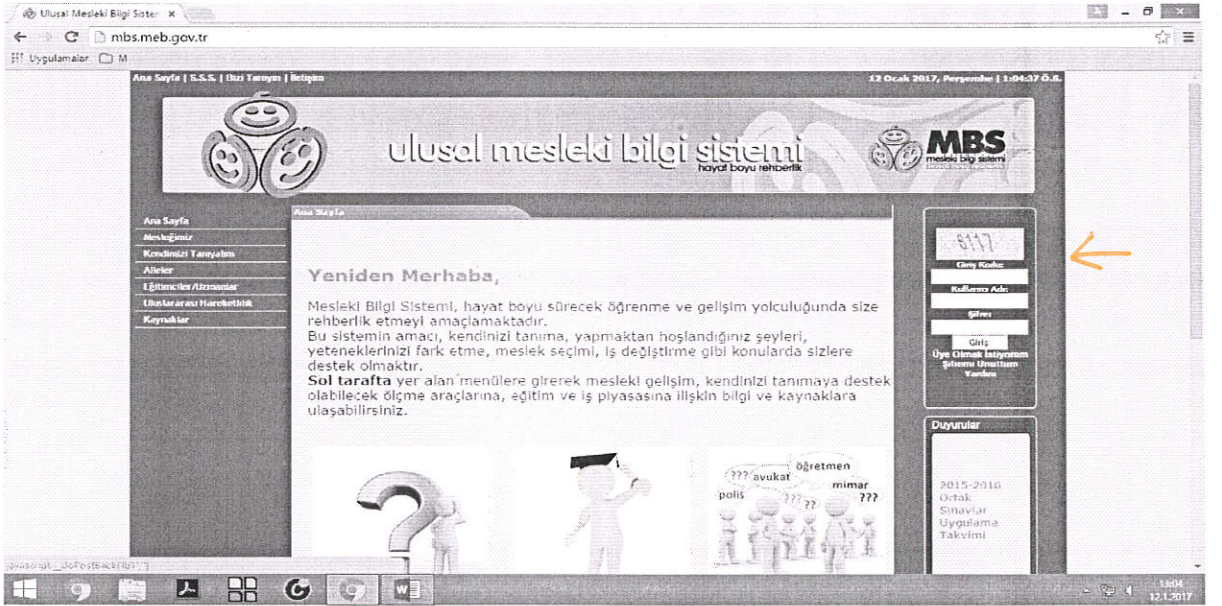 Ulusal Mesleki Bilgi Sister
mbs.meb.gov.tr
Uygulamalar M
Ana Sayfa | S.S.S. | Bizi Tanıyın | İletişim
12 Ocak 2017, Perşembe | 1:04:37 Ö.S.
ulusal mesleki bilgi sistemi
hayat boyu rehberlik
MBS
mesleki bilgi sistemi
Ana Sayfa
Mesleğimiz
Kendimizi Tanıyalım
Aileler
Eğitimciler/Uzmanlar
Uluslararası Hareketlilik
Kaynaklar
Ana Sayfa
Yeniden Merhaba,
Mesleki Bilgi Sistemi, hayat boyu sürecek öğrenme ve gelişim yolculuğunda size
rehberlik etmeyi amaçlamaktadır.
Bu sistemin amacı, kendinizi tanıma, yapmaktan hoşlandığınız şeyleri,
yeteneklerinizi fark etme, meslek seçimi, iş değiştirme gibi konularda sizlere
destek olmaktır.
Sol tarafta yer alan menülere girerek mesleki gelişim, kendinizi tanımaya destek
olabilecek ölçme araçlarına, eğitim ve iş piyasasına ilişkin bilgi ve kaynaklara
ulaşabilirsiniz.
??? avukat
öğretmen
polis
mimar
???
??
???
8117
Giriş Kodu:
Kullanıcı Adı:
Şifre:
Giriş
Üye Olmak İstiyorum
Şifremi Unuttum
Yardım
Duyurular
2015-2016
Ortak
Sınavlar
Uygulama
Takvimi
13:04
12.1.2017